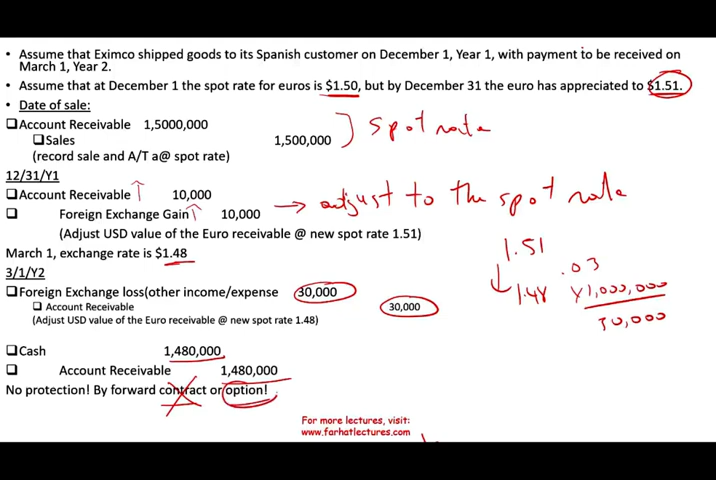 • Assume that Eximco shipped goods to its Spanish customer on December 1, Year 1, with payment to be received on
March 1, Year 2.
• Assume that at December 1 the spot rate for euros is $1.50, but by December 31 the euro has appreciated to $1.51.
• Date of sale:
❑Account Receivable 1,5000,000
❑Sales 1,500,000
(record sale and A/T a@ spot rate)
spot rate
12/31/Y1
❑Account Receivable 10,000
❑ Foreign Exchange Gain 10,000
→ adjust to the spot rate
(Adjust USD value of the Euro receivable @ new spot rate 1.51)
March 1, exchange rate is $1.48
3/1/Y2
❑Foreign Exchange loss(other income/expense 30,000
❑ Account Receivable 30,000
(Adjust USD value of the Euro receivable @ new spot rate 1.48)
1.51
1.48
.03
x1,000,000
30,000
❑Cash 1,480,000
❑ Account Receivable 1,480,000
No protection! By forward contract or option!
For more lectures, visit:
www.farhatlectures.com